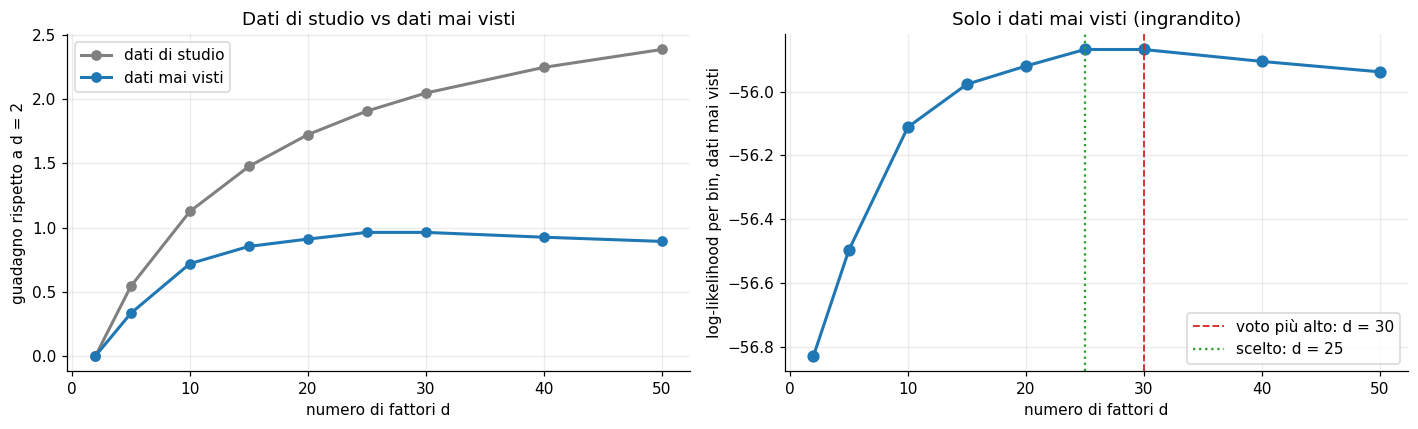 Dati di studio vs dati mai visti
2.5
2.0
1.5
1.0
0.5
0.0
guadagno rispetto a d = 2
dati di studio
dati mai visti
0 10 20 30 40 50
numero di fattori d
Solo i dati mai visti (ingrandito)
−56.0
−56.2
−56.4
−56.6
−56.8
log-likelihood per bin, dati mai visti
voto più alto: d = 30
scelto: d = 25
0 10 20 30 40 50
numero di fattori d